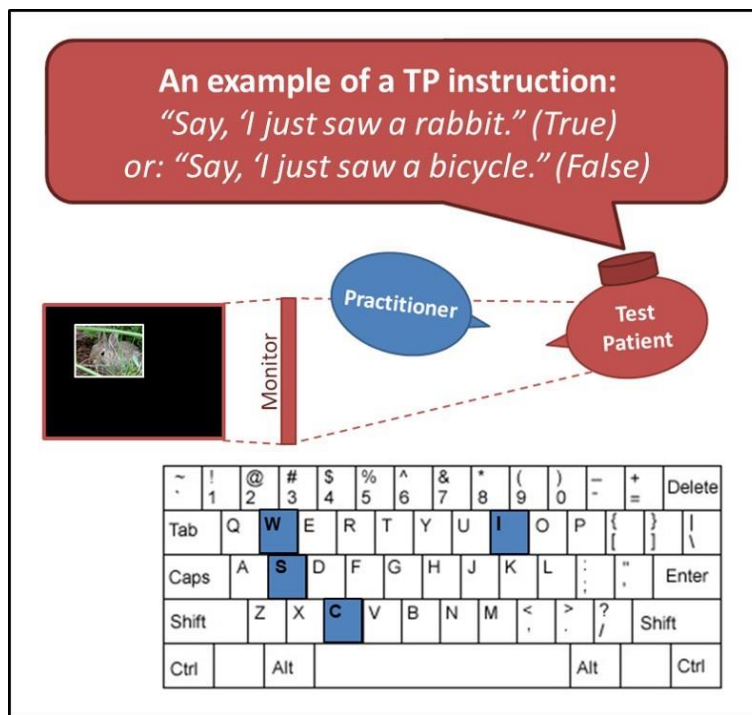 An example of a TP instruction:
“Say, ‘I just saw a rabbit.” (True)
or: “Say, ‘I just saw a bicycle.” (False)
Practitioner
Test
Patient
Monitor
~ ! @ # $ % ^ & * ( ) – + Delete
` 1 2 3 4 5 6 7 8 9 0 - =
Tab Q W E R T Y U I O P { } |
[ ] \
Caps A S D F G H J K L : " Enter
; '
Shift Z X C V B N M < > ? Shift
, . /
Ctrl Alt Alt Ctrl